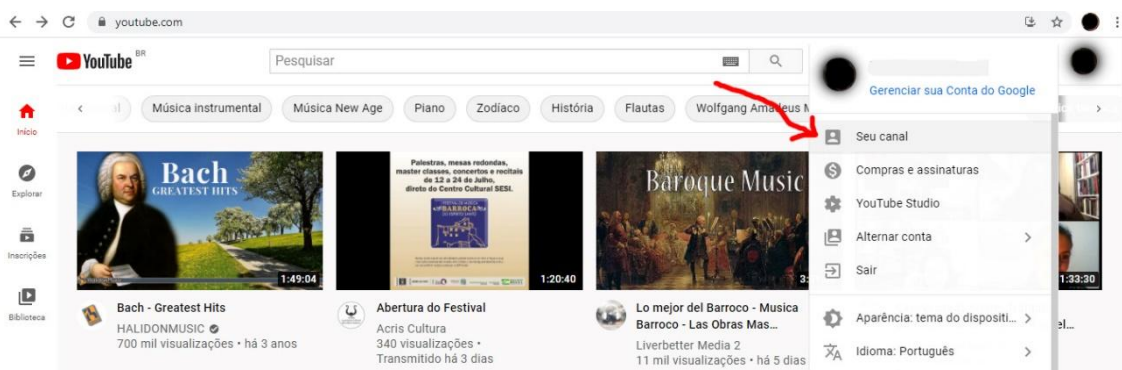 youtube.com
YouTube BR
Pesquisar
Gerenciar sua Conta do Google
Música instrumental
Música New Age
Piano
Zodíaco
História
Flautas
Wolfgang Amadeus M
Início
Explorar
Inscrições
Biblioteca
Seu canal
Compras e assinaturas
YouTube Studio
Alternar conta
Sair
Aparência: tema do dispositi...
Idioma: Português
Bach
GREATEST HITS
1:49:04
Palestras, mesas redondas,
master classes, concertos e recitais
de 12 a 24 de Julho,
direto do Centro Cultural SESI.
BARROCA
1:20:40
Baroque Music
3:
1:33:30
Bach - Greatest Hits
HALIDONMUSIC
700 mil visualizações • há 3 anos
Abertura do Festival
Acris Cultura
340 visualizações •
Transmitido há 3 dias
Lo mejor del Barroco - Musica
Barroco - Las Obras Mas...
Liverbetter Media 2
11 mil visualizações • há 5 dias
el...